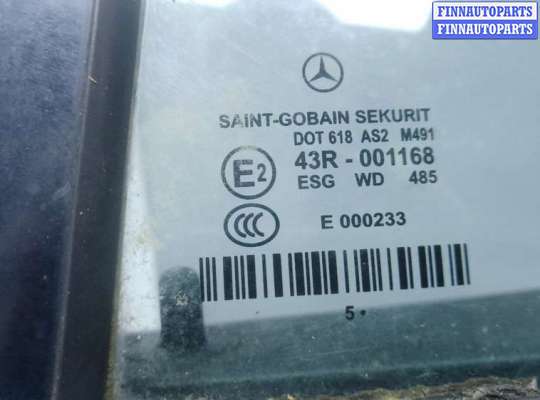 FINNAUTOPARTS
FINNAUTOPARTS
SAINT-GOBAIN SEKURIT
DOT 618 AS2 M491
E2 43R - 001168
ESG WD 485
CCC E 000233
5 •